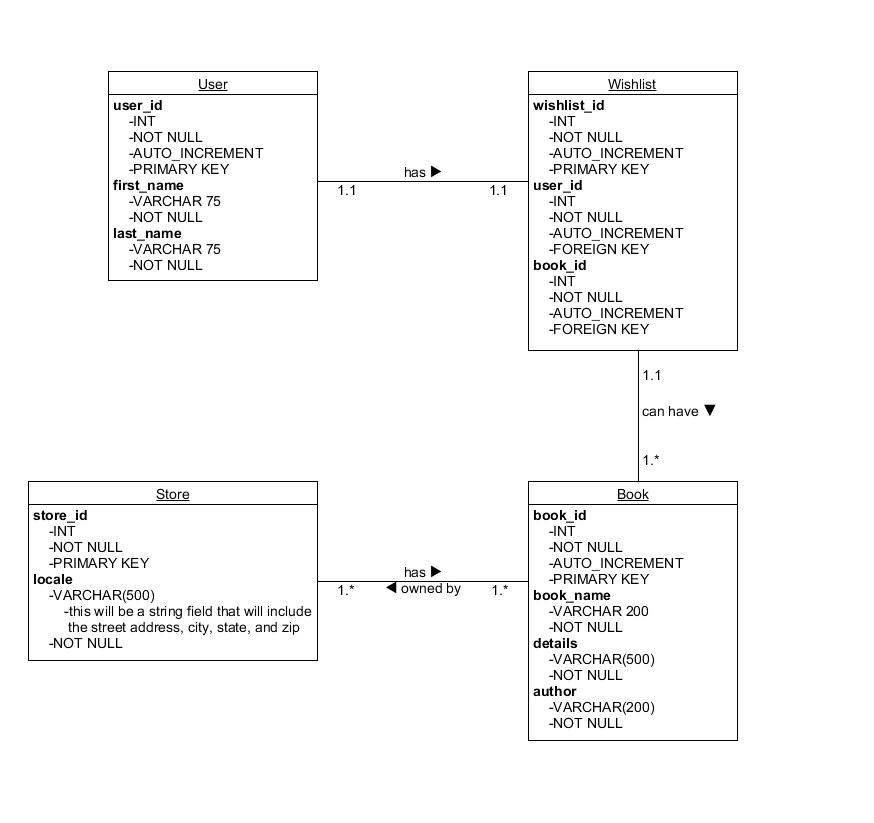 User
user_id
-INT
-NOT NULL
-AUTO_INCREMENT
-PRIMARY KEY
first_name
-VARCHAR 75
-NOT NULL
last_name
-VARCHAR 75
-NOT NULL
has ▶
1.1
1.1
Wishlist
wishlist_id
-INT
-NOT NULL
-AUTO_INCREMENT
-PRIMARY KEY
user_id
-INT
-NOT NULL
-AUTO_INCREMENT
-FOREIGN KEY
book_id
-INT
-NOT NULL
-AUTO_INCREMENT
-FOREIGN KEY
1.1
can have ▼
1.*
Store
store_id
-INT
-NOT NULL
-PRIMARY KEY
locale
-VARCHAR(500)
-this will be a string field that will include
the street address, city, state, and zip
-NOT NULL
has ▶
1.*
◀ owned by
1.*
Book
book_id
-INT
-NOT NULL
-AUTO_INCREMENT
-PRIMARY KEY
book_name
-VARCHAR 200
-NOT NULL
details
-VARCHAR(500)
-NOT NULL
author
-VARCHAR(200)
-NOT NULL